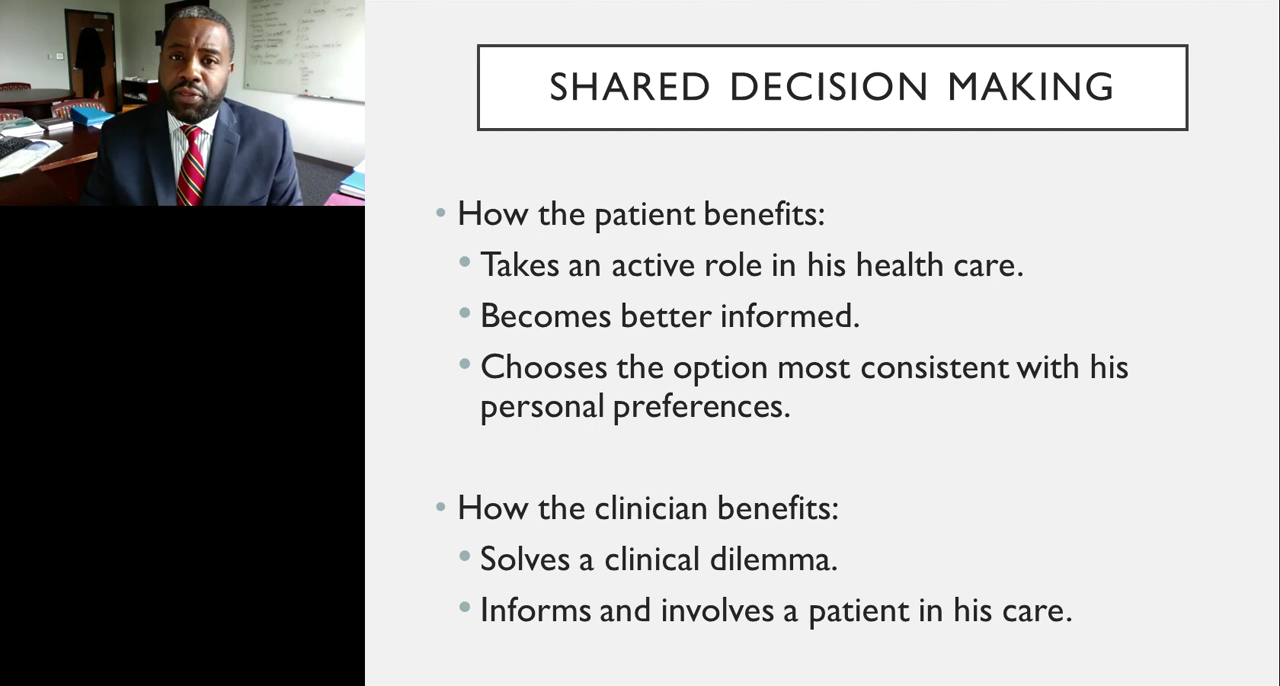 SHARED DECISION MAKING
• How the patient benefits:
• Takes an active role in his health care.
• Becomes better informed.
• Chooses the option most consistent with his
personal preferences.
• How the clinician benefits:
• Solves a clinical dilemma.
• Informs and involves a patient in his care.